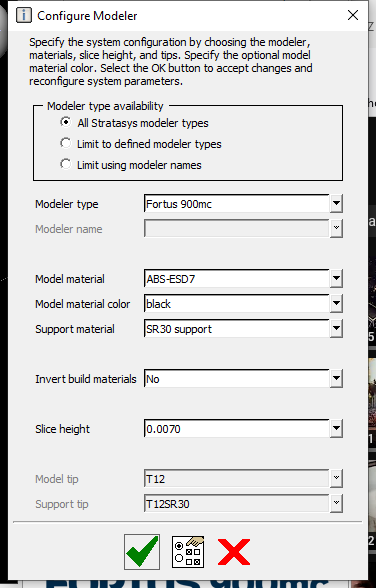 Configure Modeler
Specify the system configuration by choosing the modeler,
materials, slice height, and tips. Specify the optional model
material color. Select the OK button to accept changes and
reconfigure system parameters.
Modeler type availability
All Stratasys modeler types
Limit to defined modeler types
Limit using modeler names
Modeler type Fortus 900mc
Modeler name
Model material ABS-ESD7
Model material color black
Support material SR30 support
Invert build materials No
Slice height 0.0070
Model tip T12
Support tip T12SR30